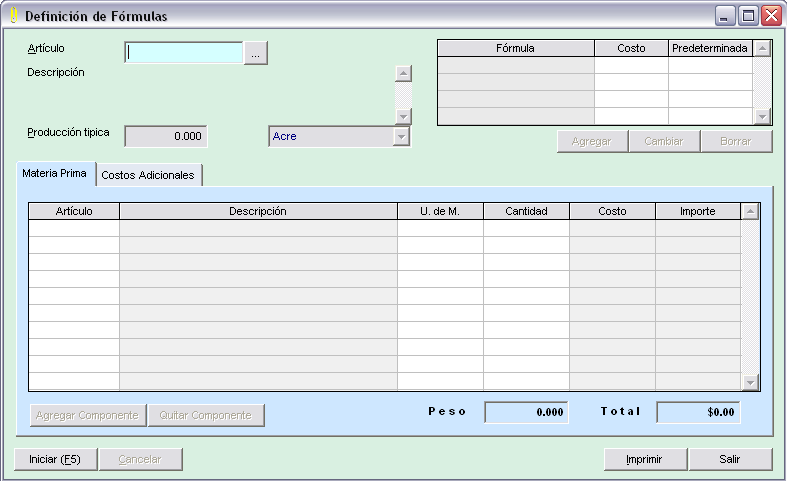 Definición de Fórmulas
Artículo ...
Descripción
Producción tipica 0.000 Acre
Fórmula Costo Predeterminada
Agregar Cambiar Borrar
Materia Prima Costos Adicionales
Artículo Descripción U. de M. Cantidad Costo Importe
Agregar Componente Quitar Componente Peso 0.000 Total $0.00
Iniciar (F5) Cancelar Imprimir Salir